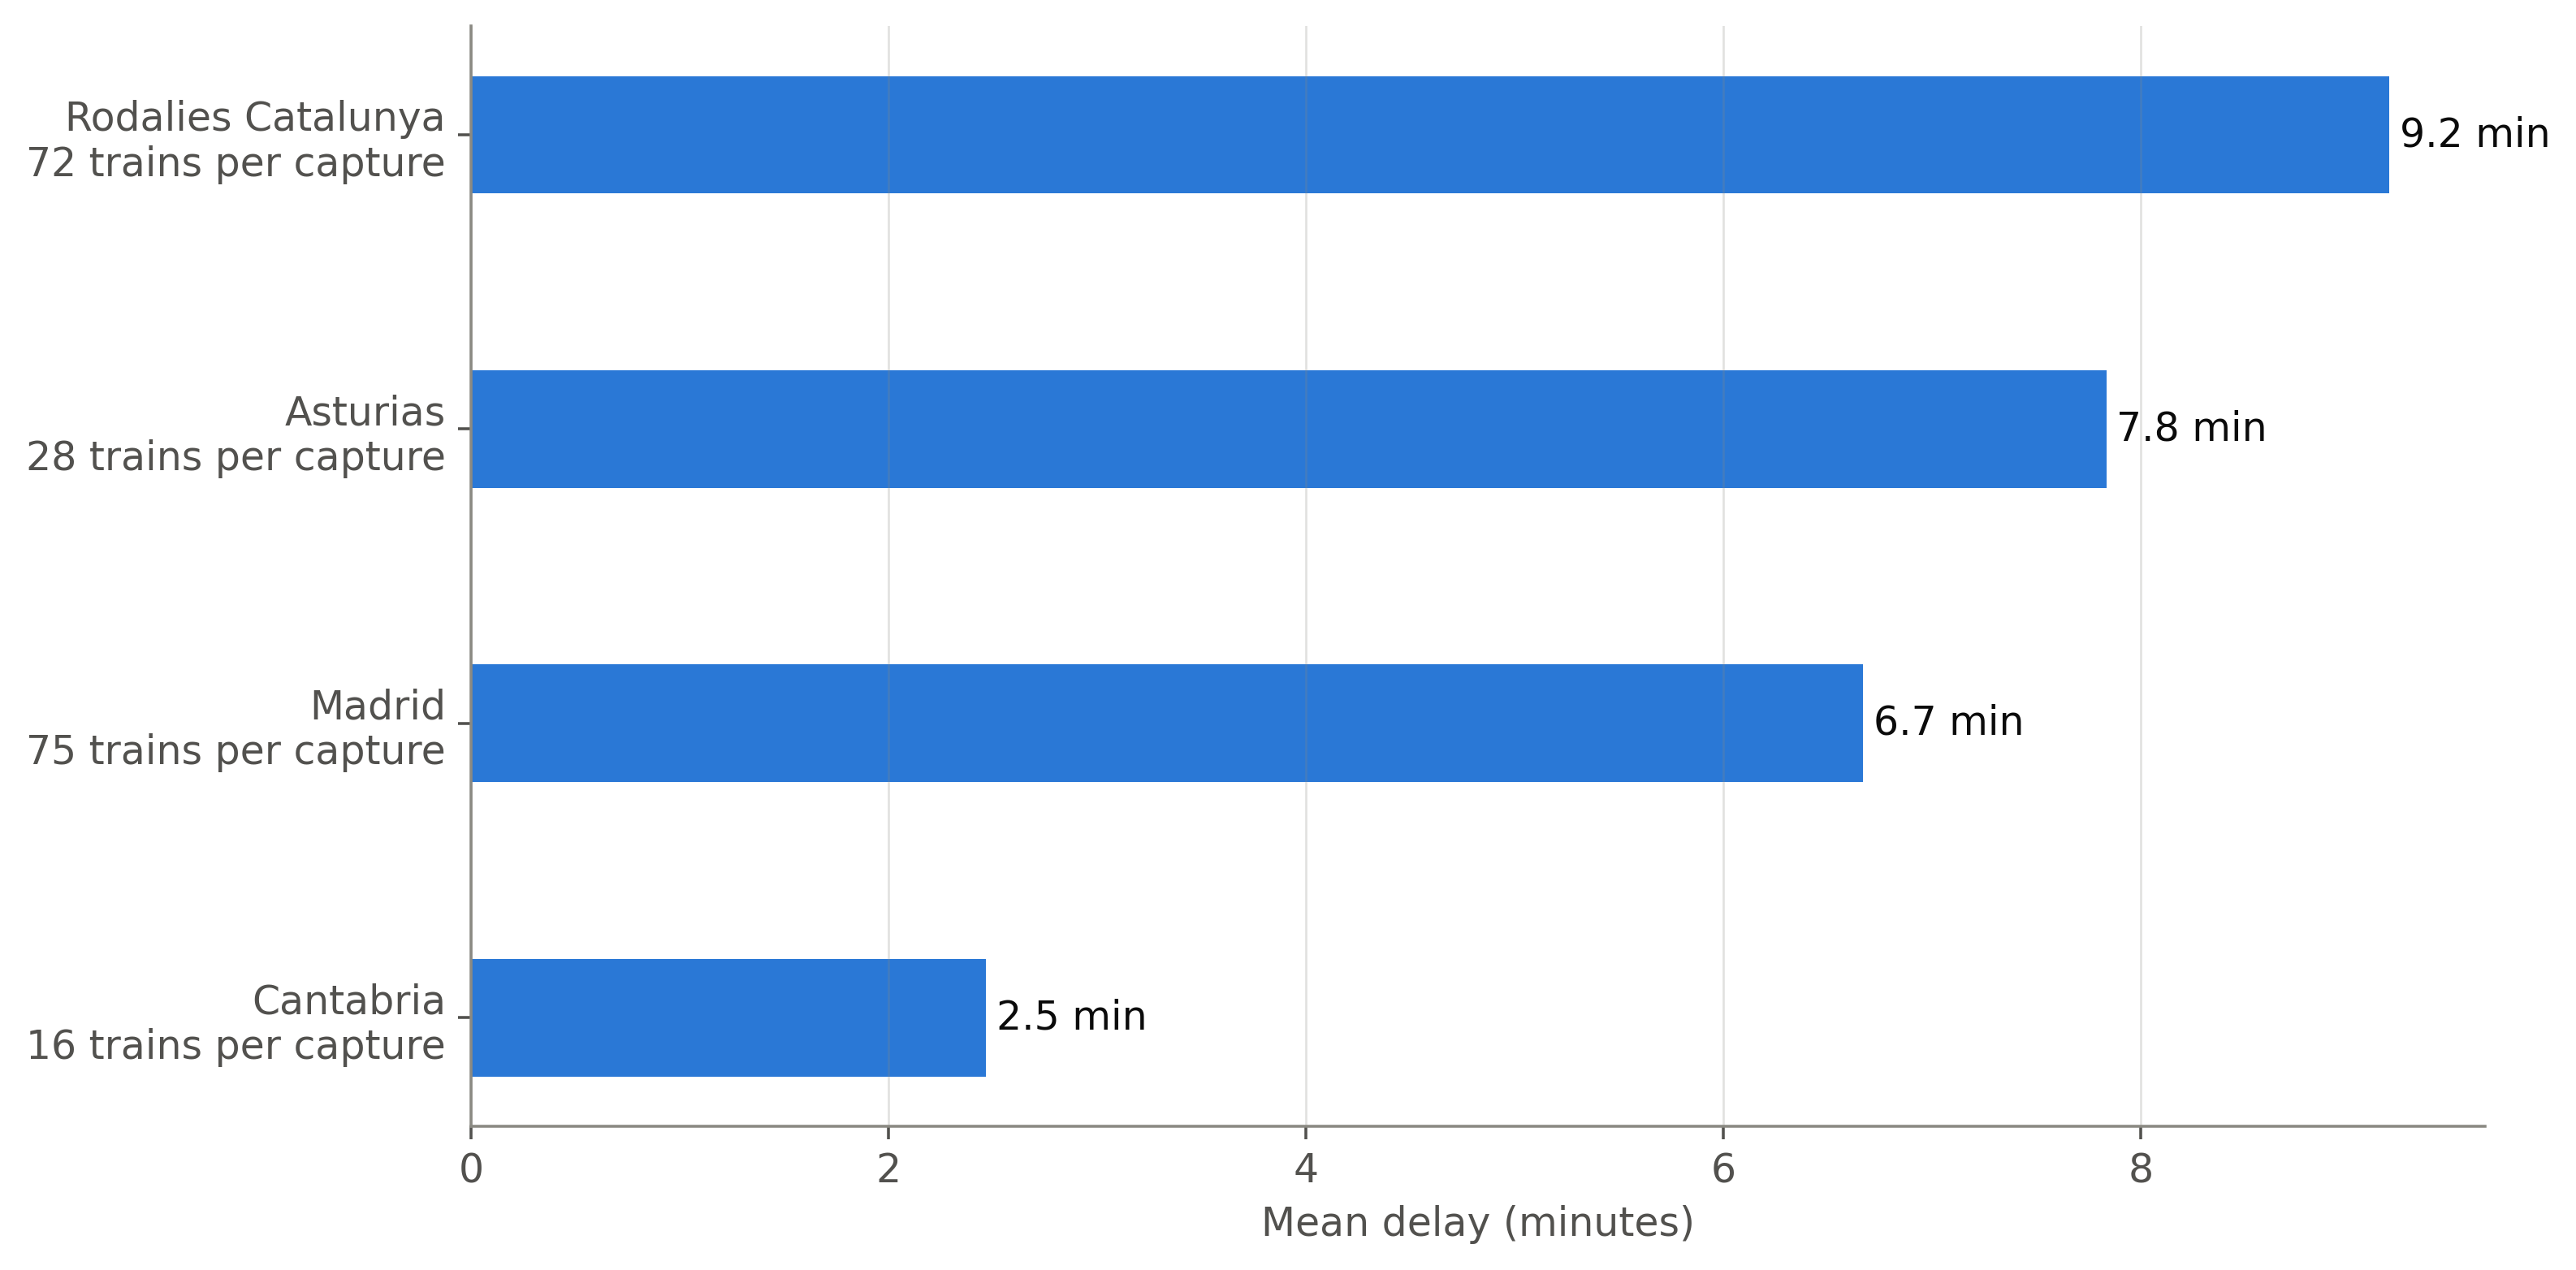 Rodalies Catalunya
72 trains per capture
9.2 min
Asturias
28 trains per capture
7.8 min
Madrid
75 trains per capture
6.7 min
Cantabria
16 trains per capture
2.5 min
0 2 4 6 8
Mean delay (minutes)